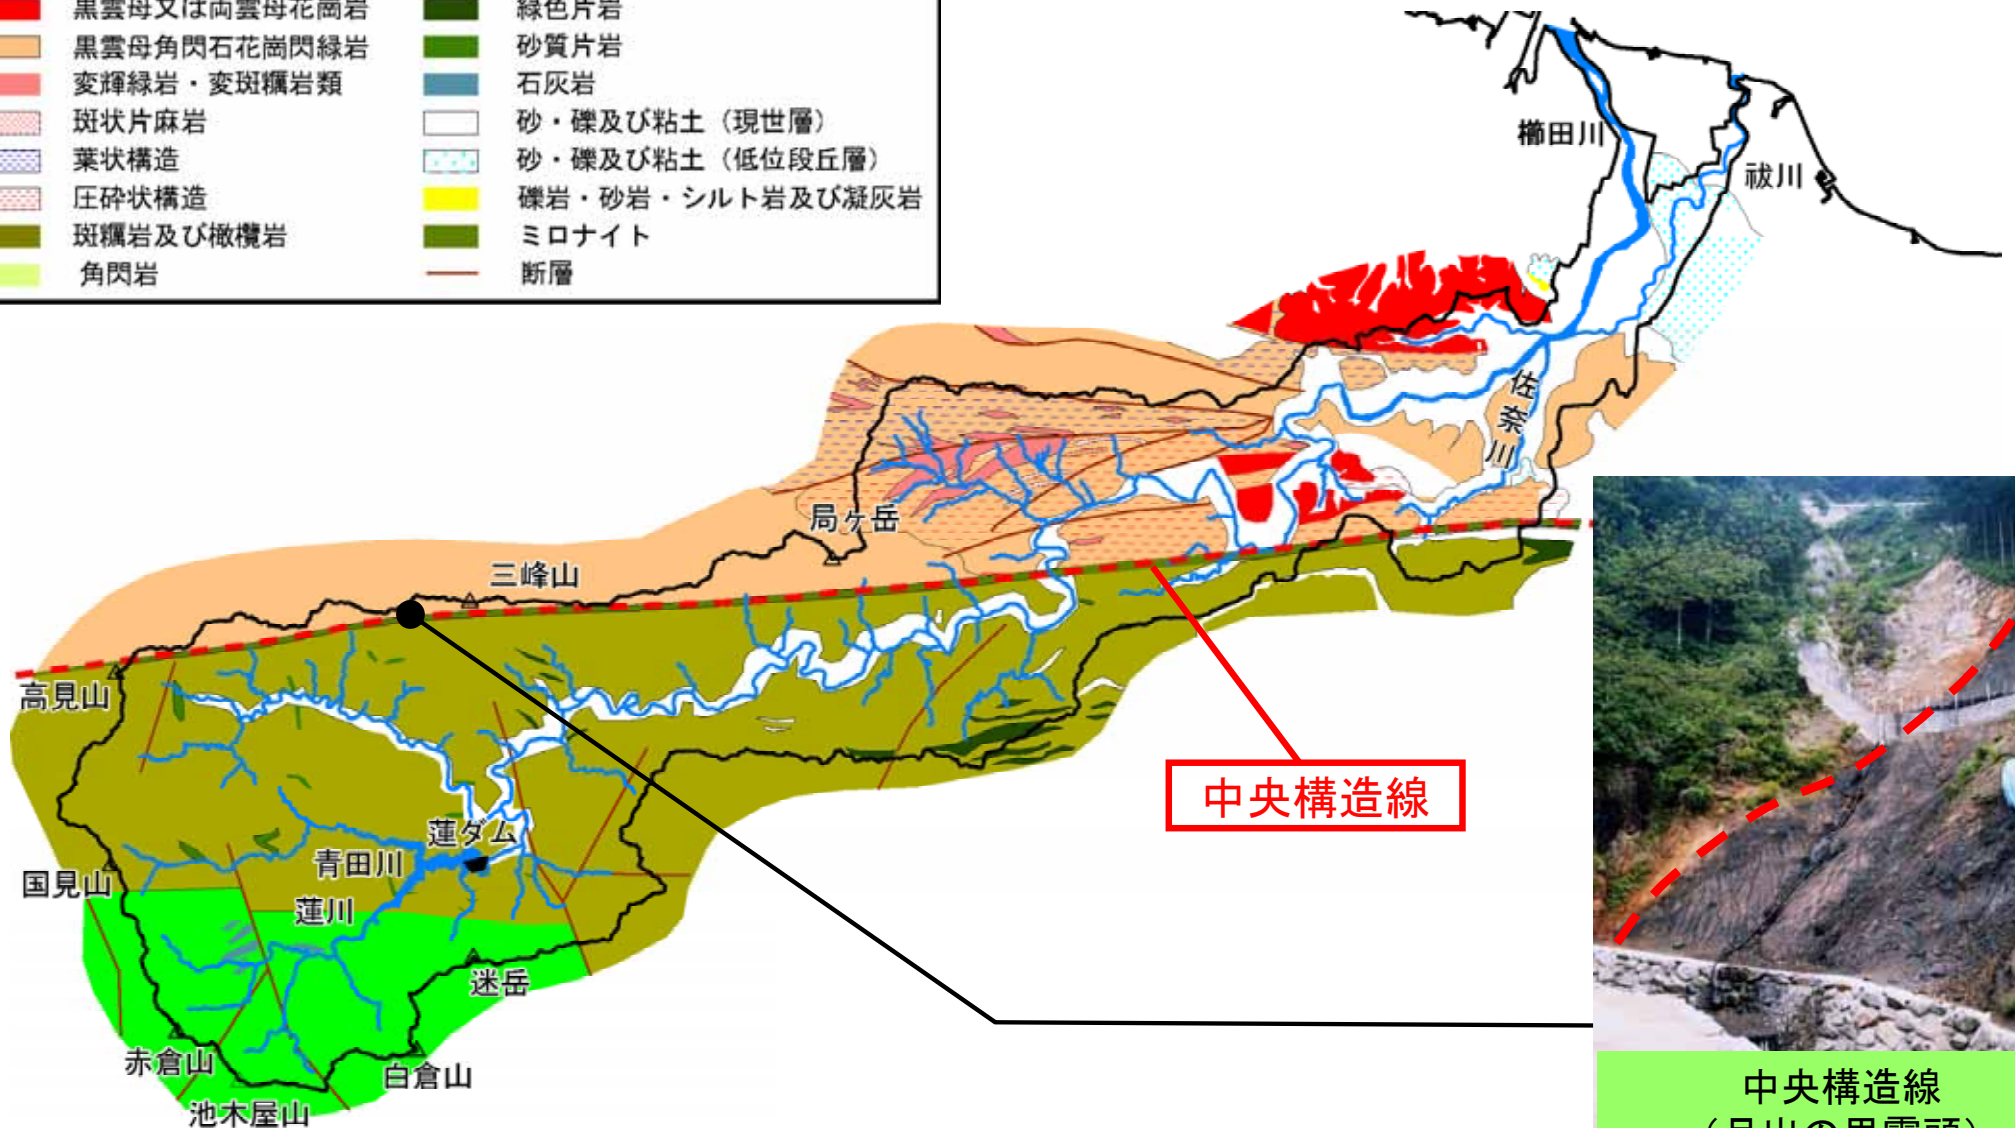 黒雲母又は両雲母花崗岩
黒雲母角閃石花崗閃緑岩
変輝緑岩・変斑糲岩類
斑状片麻岩
葉状構造
圧砕状構造
斑糲岩及び橄欖岩
角閃岩
緑色片岩
砂質片岩
石灰岩
砂・礫及び粘土（現世層）
砂・礫及び粘土（低位段丘層）
礫岩・砂岩・シルト岩及び凝灰岩
ミロナイト
断層
櫛田川
祓川
佐奈川
局ヶ岳
三峰山
高見山
中央構造線
蓮ダム
青田川
国見山
蓮川
迷岳
赤倉山
白倉山
池木屋山
中央構造線
（月出の界露頭）